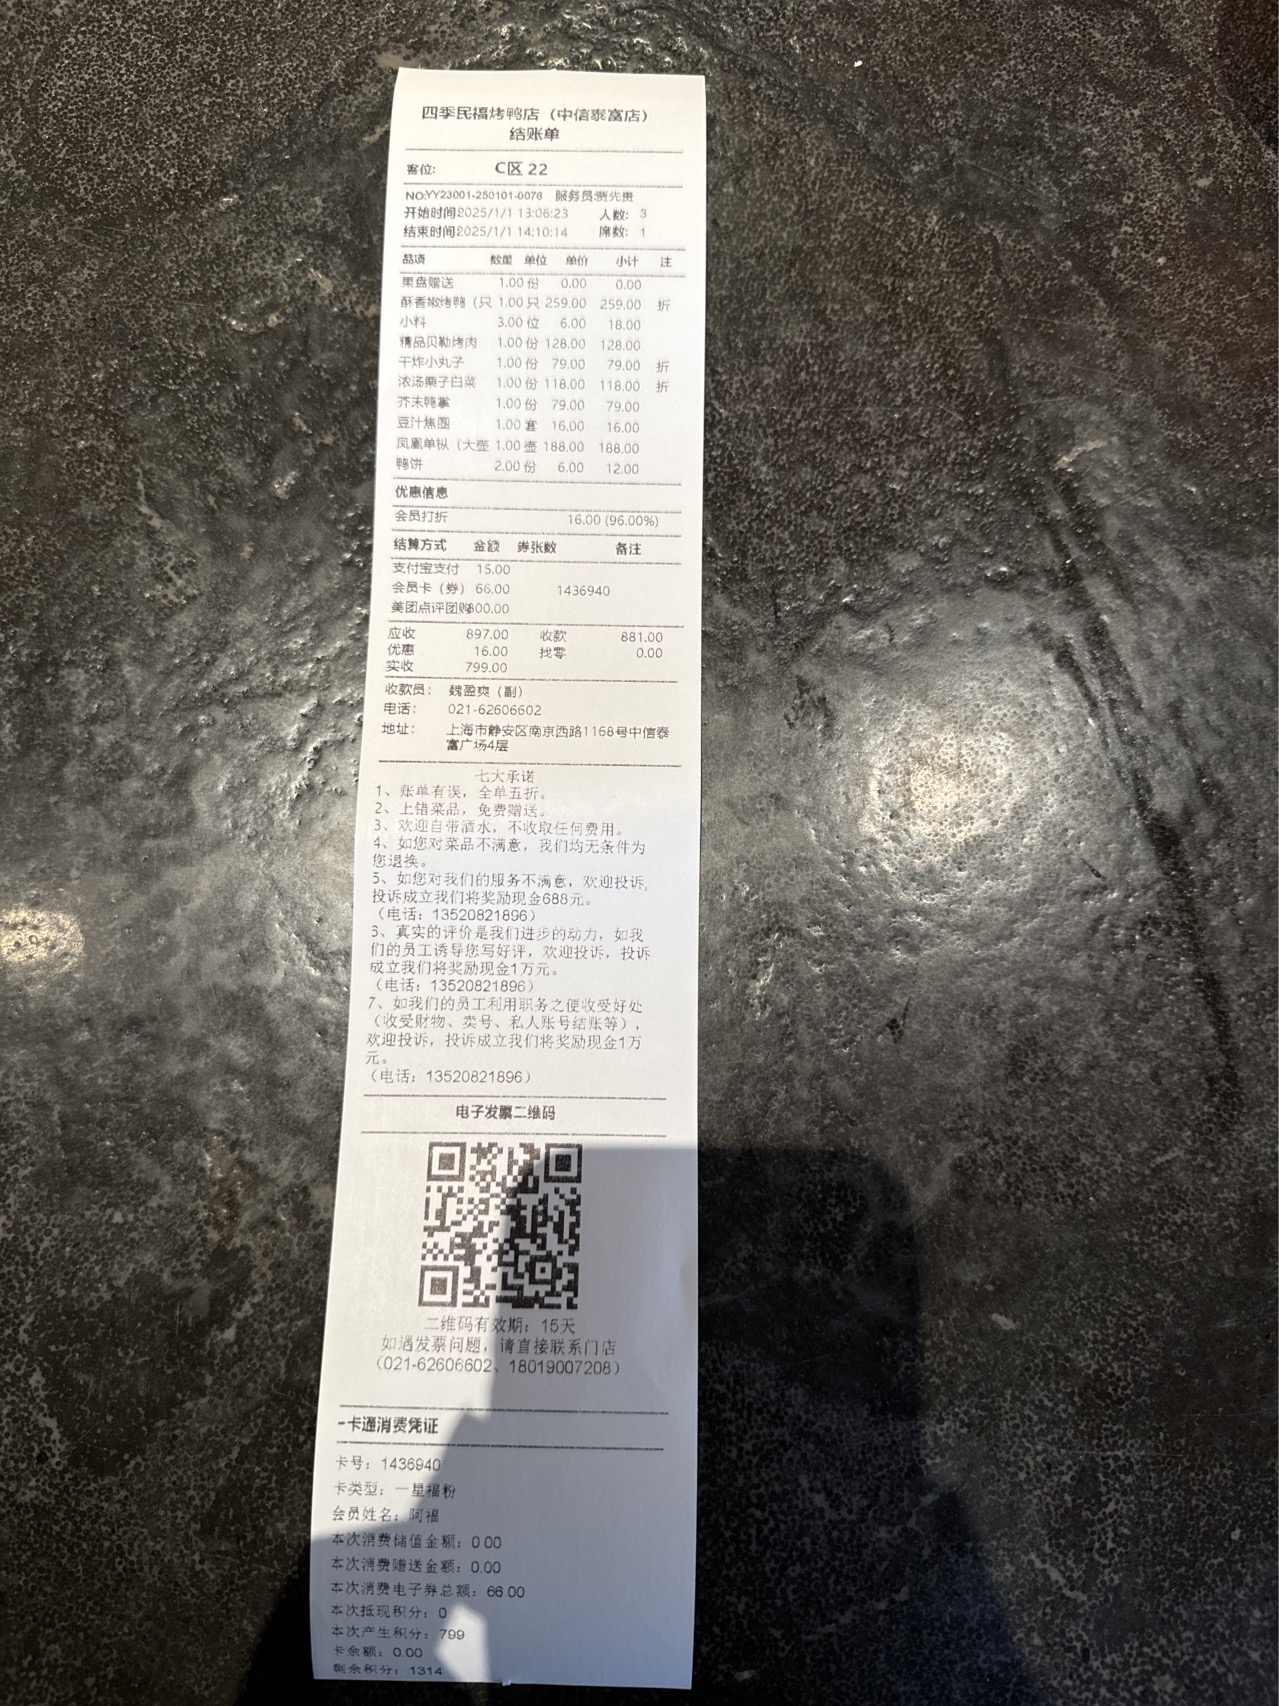 四季民福烤鸭店（中信泰富店）
结账单
客位: C区 22
NO:YY23001-250101-0076 服务员:贾先贵
开始时间2025/1/1 13:06:23 人数: 3
结束时间2025/1/1 14:10:14 席数: 1
品项 数量 单位 单价 小计 注
果盘赠送 1.00 份 0.00 0.00
酥香嫩烤鸭（只 1.00 只 259.00 259.00 折
小料 3.00 位 6.00 18.00
精品贝勒烤肉 1.00 份 128.00 128.00
干炸小丸子 1.00 份 79.00 79.00 折
浓汤栗子白菜 1.00 份 118.00 118.00 折
芥末鸭掌 1.00 份 79.00 79.00
豆汁焦圈 1.00 套 16.00 16.00
凤凰单枞（大壶 1.00 壶 188.00 188.00
鸭饼 2.00 份 6.00 12.00
优惠信息
会员打折 16.00 (96.00%)
结算方式 金额 券张数 备注
支付宝支付 15.00
会员卡（券） 66.00 1436940
美团点评团购800.00
应收 897.00 收款 881.00
优惠 16.00 找零 0.00
实收 799.00
收款员: 魏盈爽（副）
电话: 021-62606602
地址: 上海市静安区南京西路1168号中信泰
富广场4层
七大承诺
1、账单有误，全单五折。
2、上错菜品，免费赠送。
3、欢迎自带酒水，不收取任何费用。
4、如您对菜品不满意，我们均无条件为
您退换。
5、如您对我们的服务不满意，欢迎投诉,
投诉成立我们将奖励现金688元。
（电话：13520821896）
3、真实的评价是我们进步的动力，如我
们的员工诱导您写好评，欢迎投诉，投诉
成立我们将奖励现金1万元。
（电话：13520821896）
7、如我们的员工利用职务之便收受好处
（收受财物、卖号、私人账号结账等），
欢迎投诉，投诉成立我们将奖励现金1万
元。
（电话：13520821896）
电子发票二维码
二维码有效期：15天
如遇发票问题，请直接联系门店
（021-62606602、18019007208）
一卡通消费凭证
卡号：1436940
卡类型：一星福粉
会员姓名：阿福
本次消费储值金额：0.00
本次消费赠送金额：0.00
本次消费电子券总额：66.00
本次抵现积分：0
本次产生积分：799
卡余额：0.00
剩余积分：1314